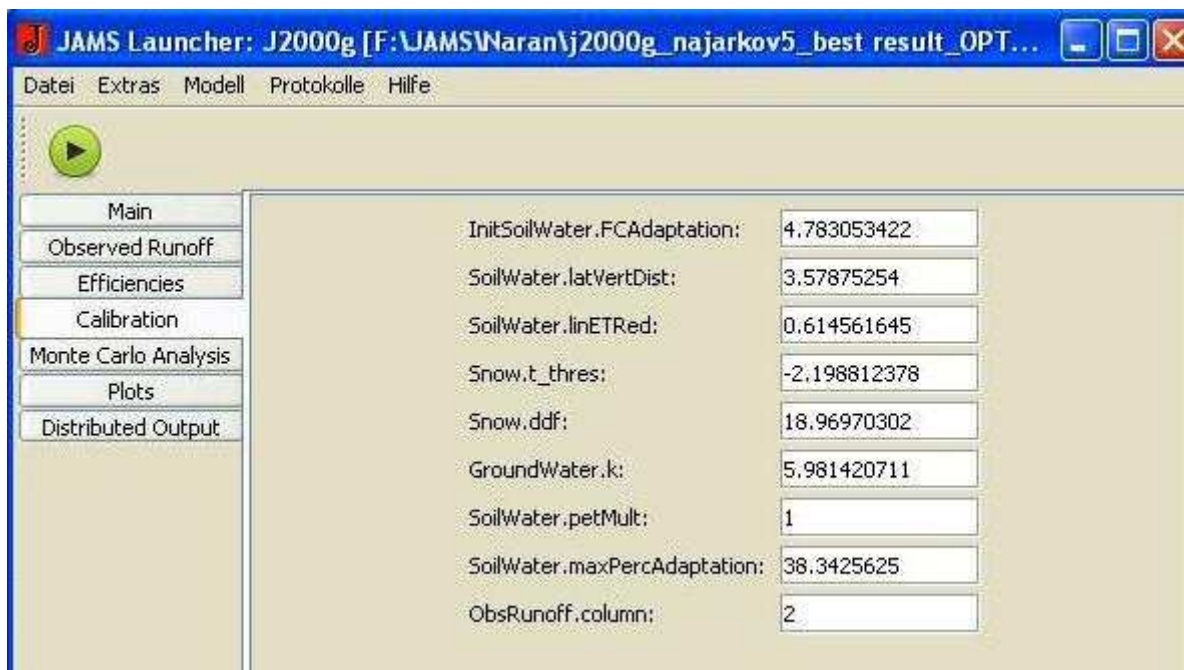 JAMS Launcher: J2000g [F:\JAMS\Naran\j2000g_najarkov5_best result_OPT...
Datei Extras Modell Protokolle Hilfe
Main
Observed Runoff
Efficiencies
Calibration
Monte Carlo Analysis
Plots
Distributed Output
InitSoilWater.FCAdaptation: 4.783053422
SoilWater.latVertDist: 3.57875254
SoilWater.linETRed: 0.614561645
Snow.t_thres: -2.198812378
Snow.ddf: 18.96970302
GroundWater.k: 5.981420711
SoilWater.petMult: 1
SoilWater.maxPercAdaptation: 38.3425625
ObsRunoff.column: 2